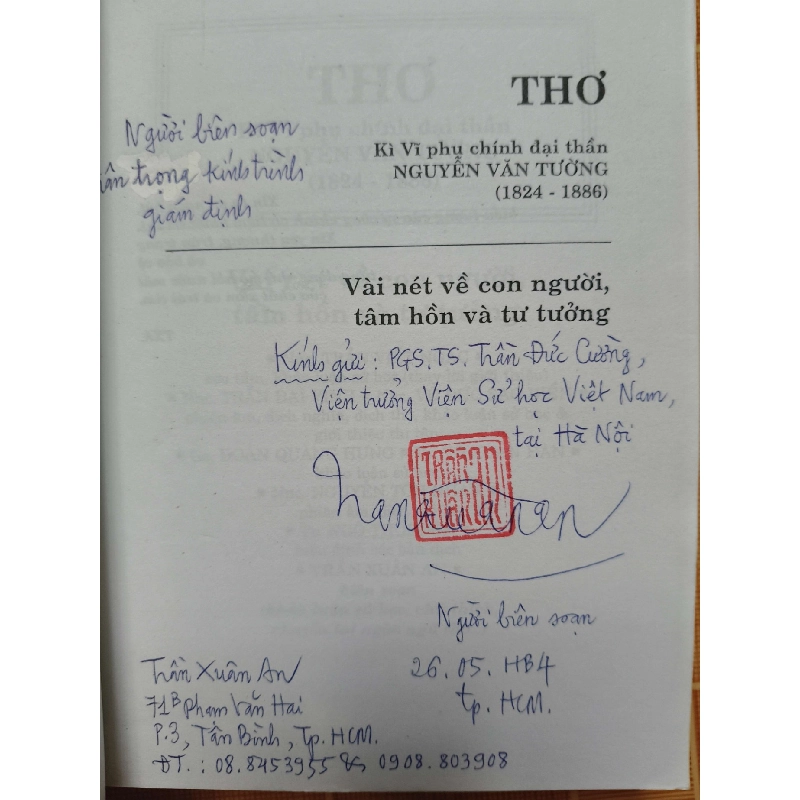 THƠ
Kì Vĩ phụ chính đại thần
NGUYỄN VĂN TƯỜNG
(1824 - 1886)
Người biên soạn
trọng kính trình
giám định
Vài nét về con người,
tâm hồn và tư tưởng
Kính gửi : PGS.TS. Trần Đức Cường,
Viện trưởng Viện Sử học Việt Nam,
tại Hà Nội
Người biên soạn
26.05.HB4
tp. HCM.
Trần Xuân An
71B Phạm Văn Hai
P.3, Tân Bình, Tp. HCM.
ĐT. : 08.8453955 & 0908.803908